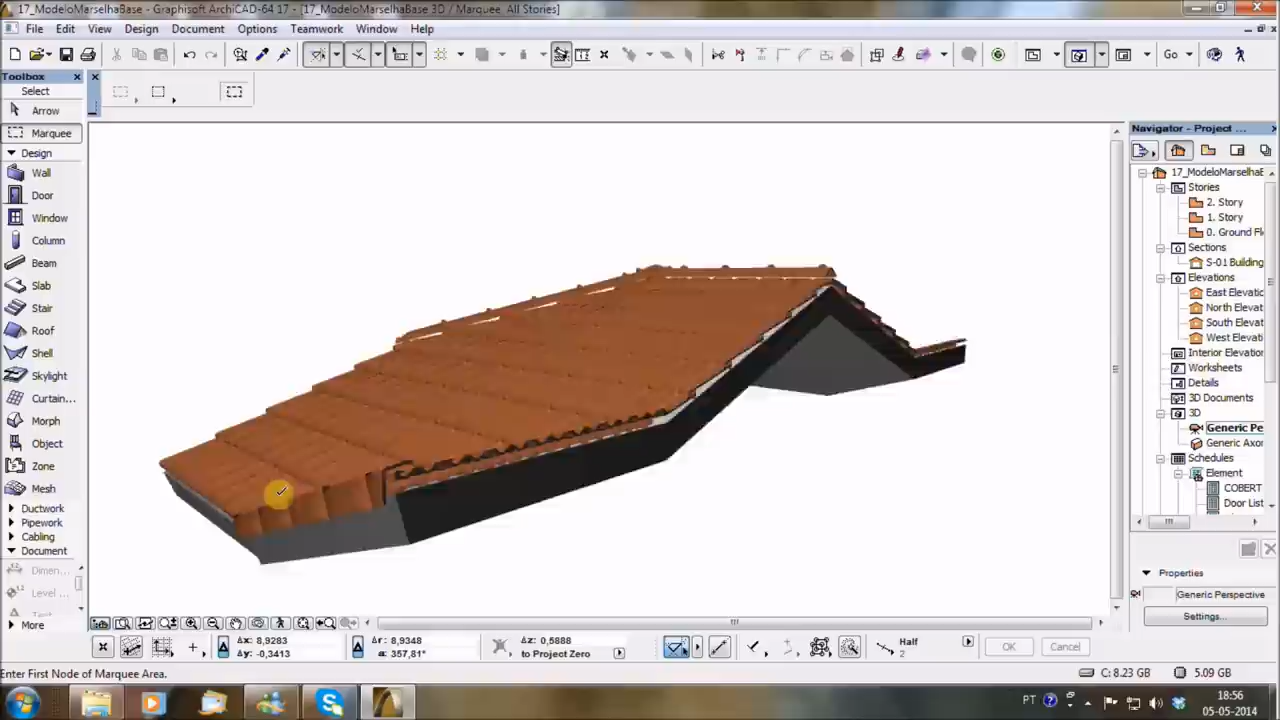 17_ModeloMarselhaBase - Graphisoft ArchiCAD-64 17 - [17_ModeloMarselhaBase 3D / Marquee, All Stories]
File Edit View Design Document Options Teamwork Window Help
Go
Toolbox
Select
Arrow
Marquee
Design
Wall
Door
Window
Column
Beam
Slab
Stair
Roof
Shell
Skylight
Curtain...
Morph
Object
Zone
Mesh
Ductwork
Pipework
Cabling
Document
Dimen...
Level ...
More
Navigator - Project ...
17_ModeloMarselhaB
Stories
2. Story
1. Story
0. Ground Fl
Sections
S-01 Building
Elevations
East Elevatio
North Elevat
South Elevat
West Elevati
Interior Elevation
Worksheets
Details
3D Documents
3D
Generic Pe
Generic Axon
Schedules
Element
COBERT
Door List
Properties
Generic Perspective
Settings...
Δx: 8,9283
Δy: -0,3413
Δr: 8,9348
a: 357,81°
Δz: 0,5888
to Project Zero
Half
2
OK
Cancel
Enter First Node of Marquee Area.
C: 8.23 GB
5.09 GB
PT
18:56
05-05-2014